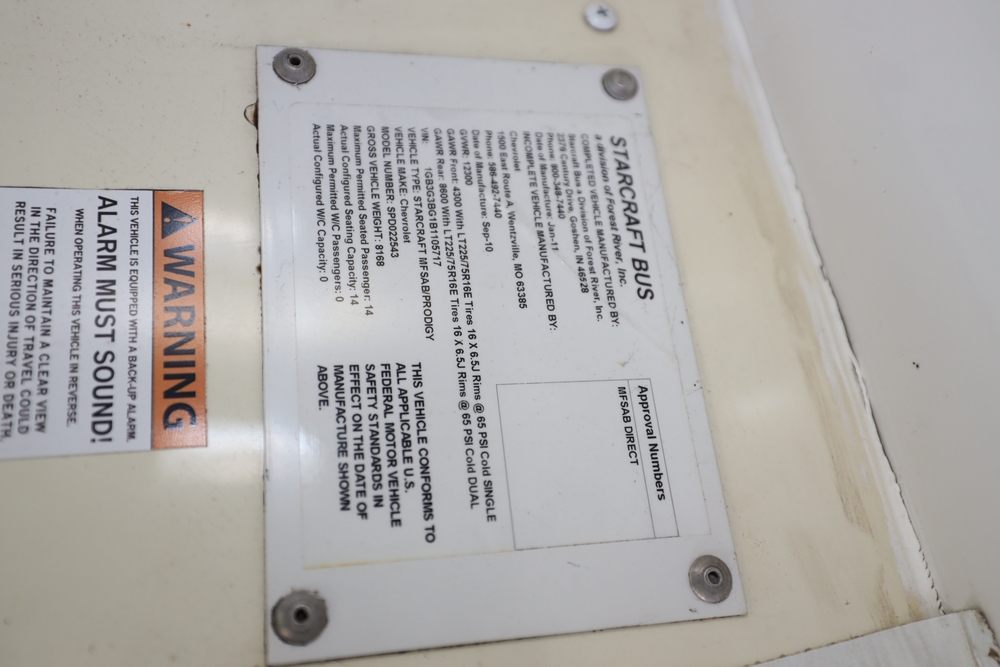 STARCRAFT BUS
a division of Forest River, Inc.
COMPLETED VEHICLE MANUFACTURED BY:
Starcraft Bus a Division of Forest River, Inc.
2376 Century Drive, Goshen, IN 46528
Phone: 800-348-7440
Date of Manufacture: Jan-11
INCOMPLETE VEHICLE MANUFACTURED BY:
Chevrolet
1500 East Route A, Wentzville, MO 63385
Phone: 586-492-7440
Date of Manufacture: Sep-10
GVWR: 12300
GAWR Front: 4300 With LT225/75R16E Tires 16 X 6.5J Rims @ 65 PSI Cold SINGLE
GAWR Rear: 8600 With LT225/75R16E Tires 16 X 6.5J Rims @ 65 PSI Cold DUAL
VIN: 1GB3G3BG1B1105717
VEHICLE TYPE: STARCRAFT MFSAB/PRODIGY
VEHICLE MAKE: Chevrolet
MODEL NUMBER: SPD022543
GROSS VEHICLE WEIGHT: 8168
Maximum Permitted Seated Passenger: 14
Actual Configured Seating Capacity: 14
Maximum Permitted W/C Passengers: 0
Actual Configured W/C Capacity: 0
Approval Numbers
MFSAB DIRECT
THIS VEHICLE CONFORMS TO
ALL APPLICABLE U.S.
FEDERAL MOTOR VEHICLE
SAFETY STANDARDS IN
EFFECT ON THE DATE OF
MANUFACTURE SHOWN
ABOVE.
WARNING
THIS VEHICLE IS EQUIPPED WITH A BACK-UP ALARM.
ALARM MUST SOUND!
WHEN OPERATING THIS VEHICLE IN REVERSE.
FAILURE TO MAINTAIN A CLEAR VIEW
IN THE DIRECTION OF TRAVEL COULD
RESULT IN SERIOUS INJURY OR DEATH.